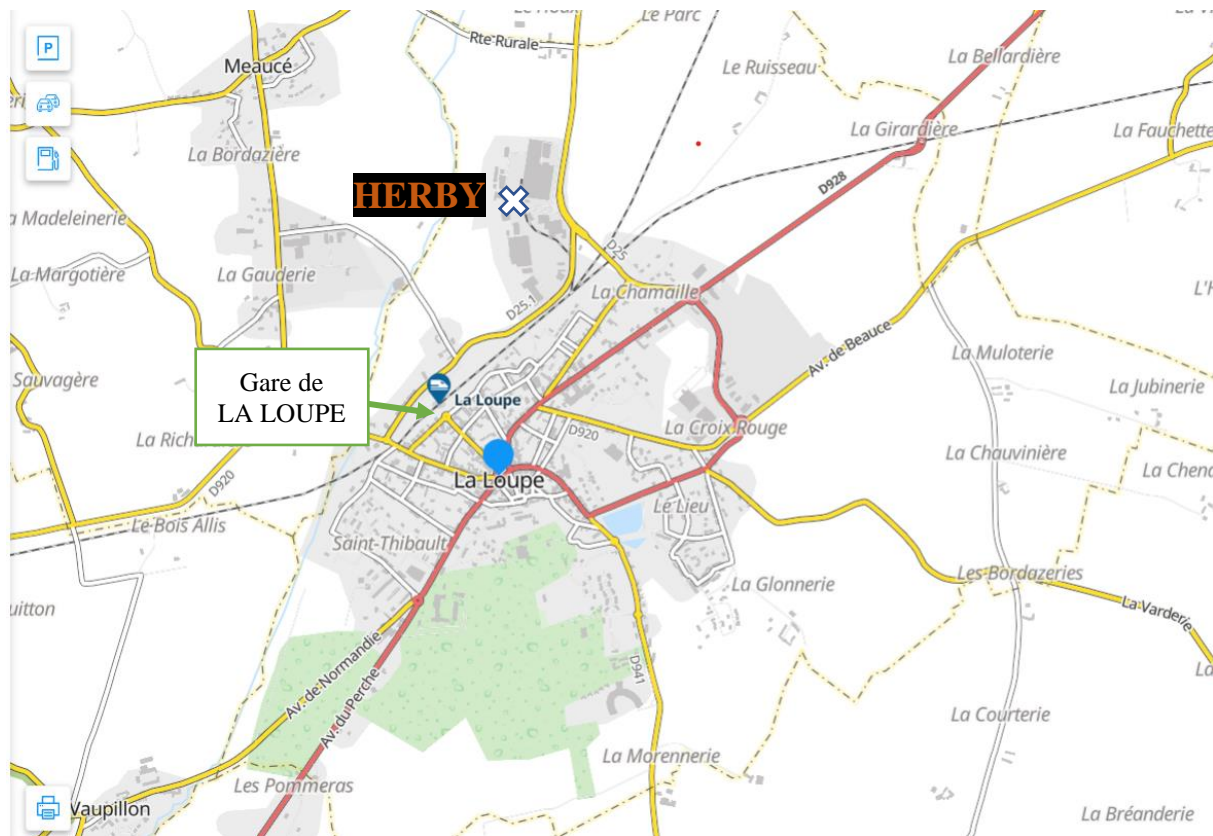 Le Parc
Rte Rurale
La Bellardière
Meaucé
Le Ruisseau
P
La Girardière
La Fauchette
La Bordazière
D928
HERBY
La Madeleinerie
D25
La Margotière
La Gauderie
La Chamaille
D25.1
Av. de Beauce
La Muloterie
Gare de
LA LOUPE
Sauvagère
La Jubinerie
La Loupe
D920
La Croix Rouge
La Chauvinière
La Loupe
D920
Le Lieu
Le Bois Allis
Saint-Thibault
La Glonnerie
Les Bordazeries
La Varderie
Av. de Normandie
Av. du Perche
D941
La Courterie
La Morennerie
Les Pommeras
Vaupillon
La Bréanderie